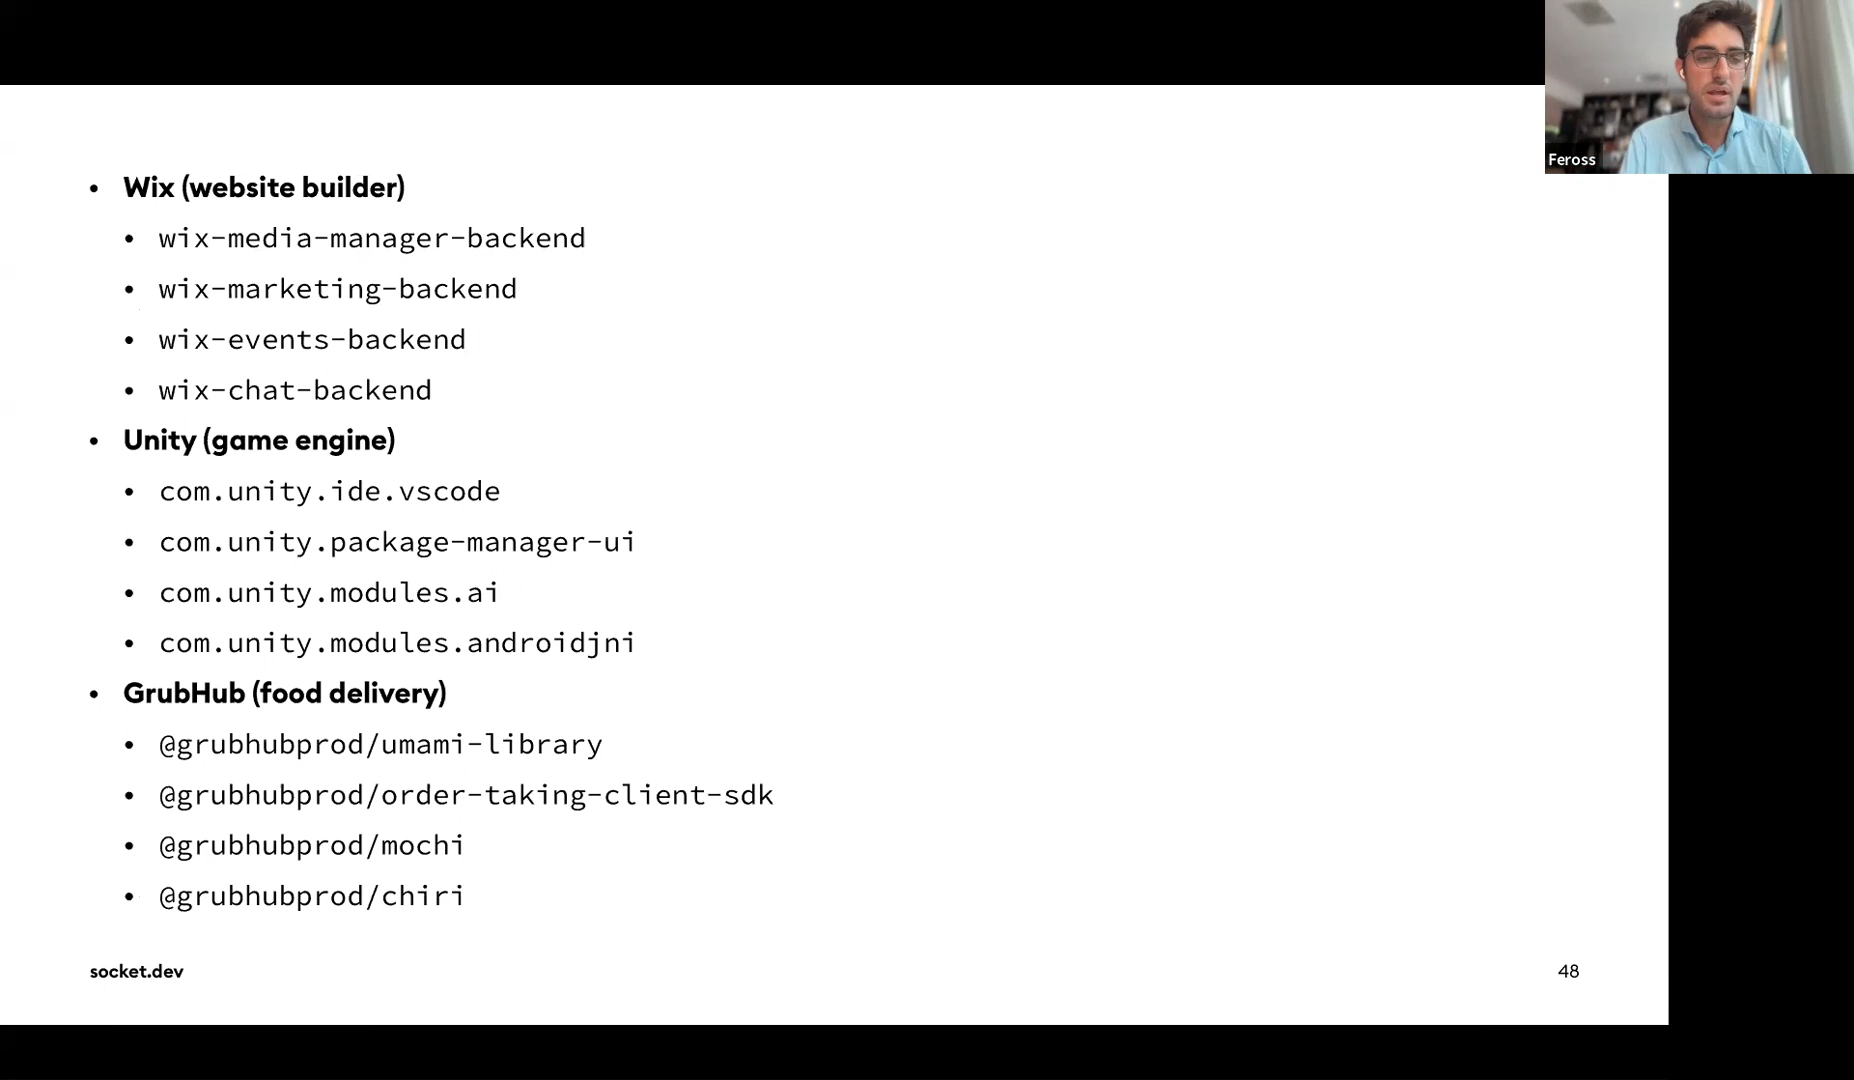 Feross
• Wix (website builder)
• wix-media-manager-backend
• wix-marketing-backend
• wix-events-backend
• wix-chat-backend
• Unity (game engine)
• com.unity.ide.vscode
• com.unity.package-manager-ui
• com.unity.modules.ai
• com.unity.modules.androidjni
• GrubHub (food delivery)
• @grubhubprod/umami-library
• @grubhubprod/order-taking-client-sdk
• @grubhubprod/mochi
• @grubhubprod/chiri
socket.dev
48